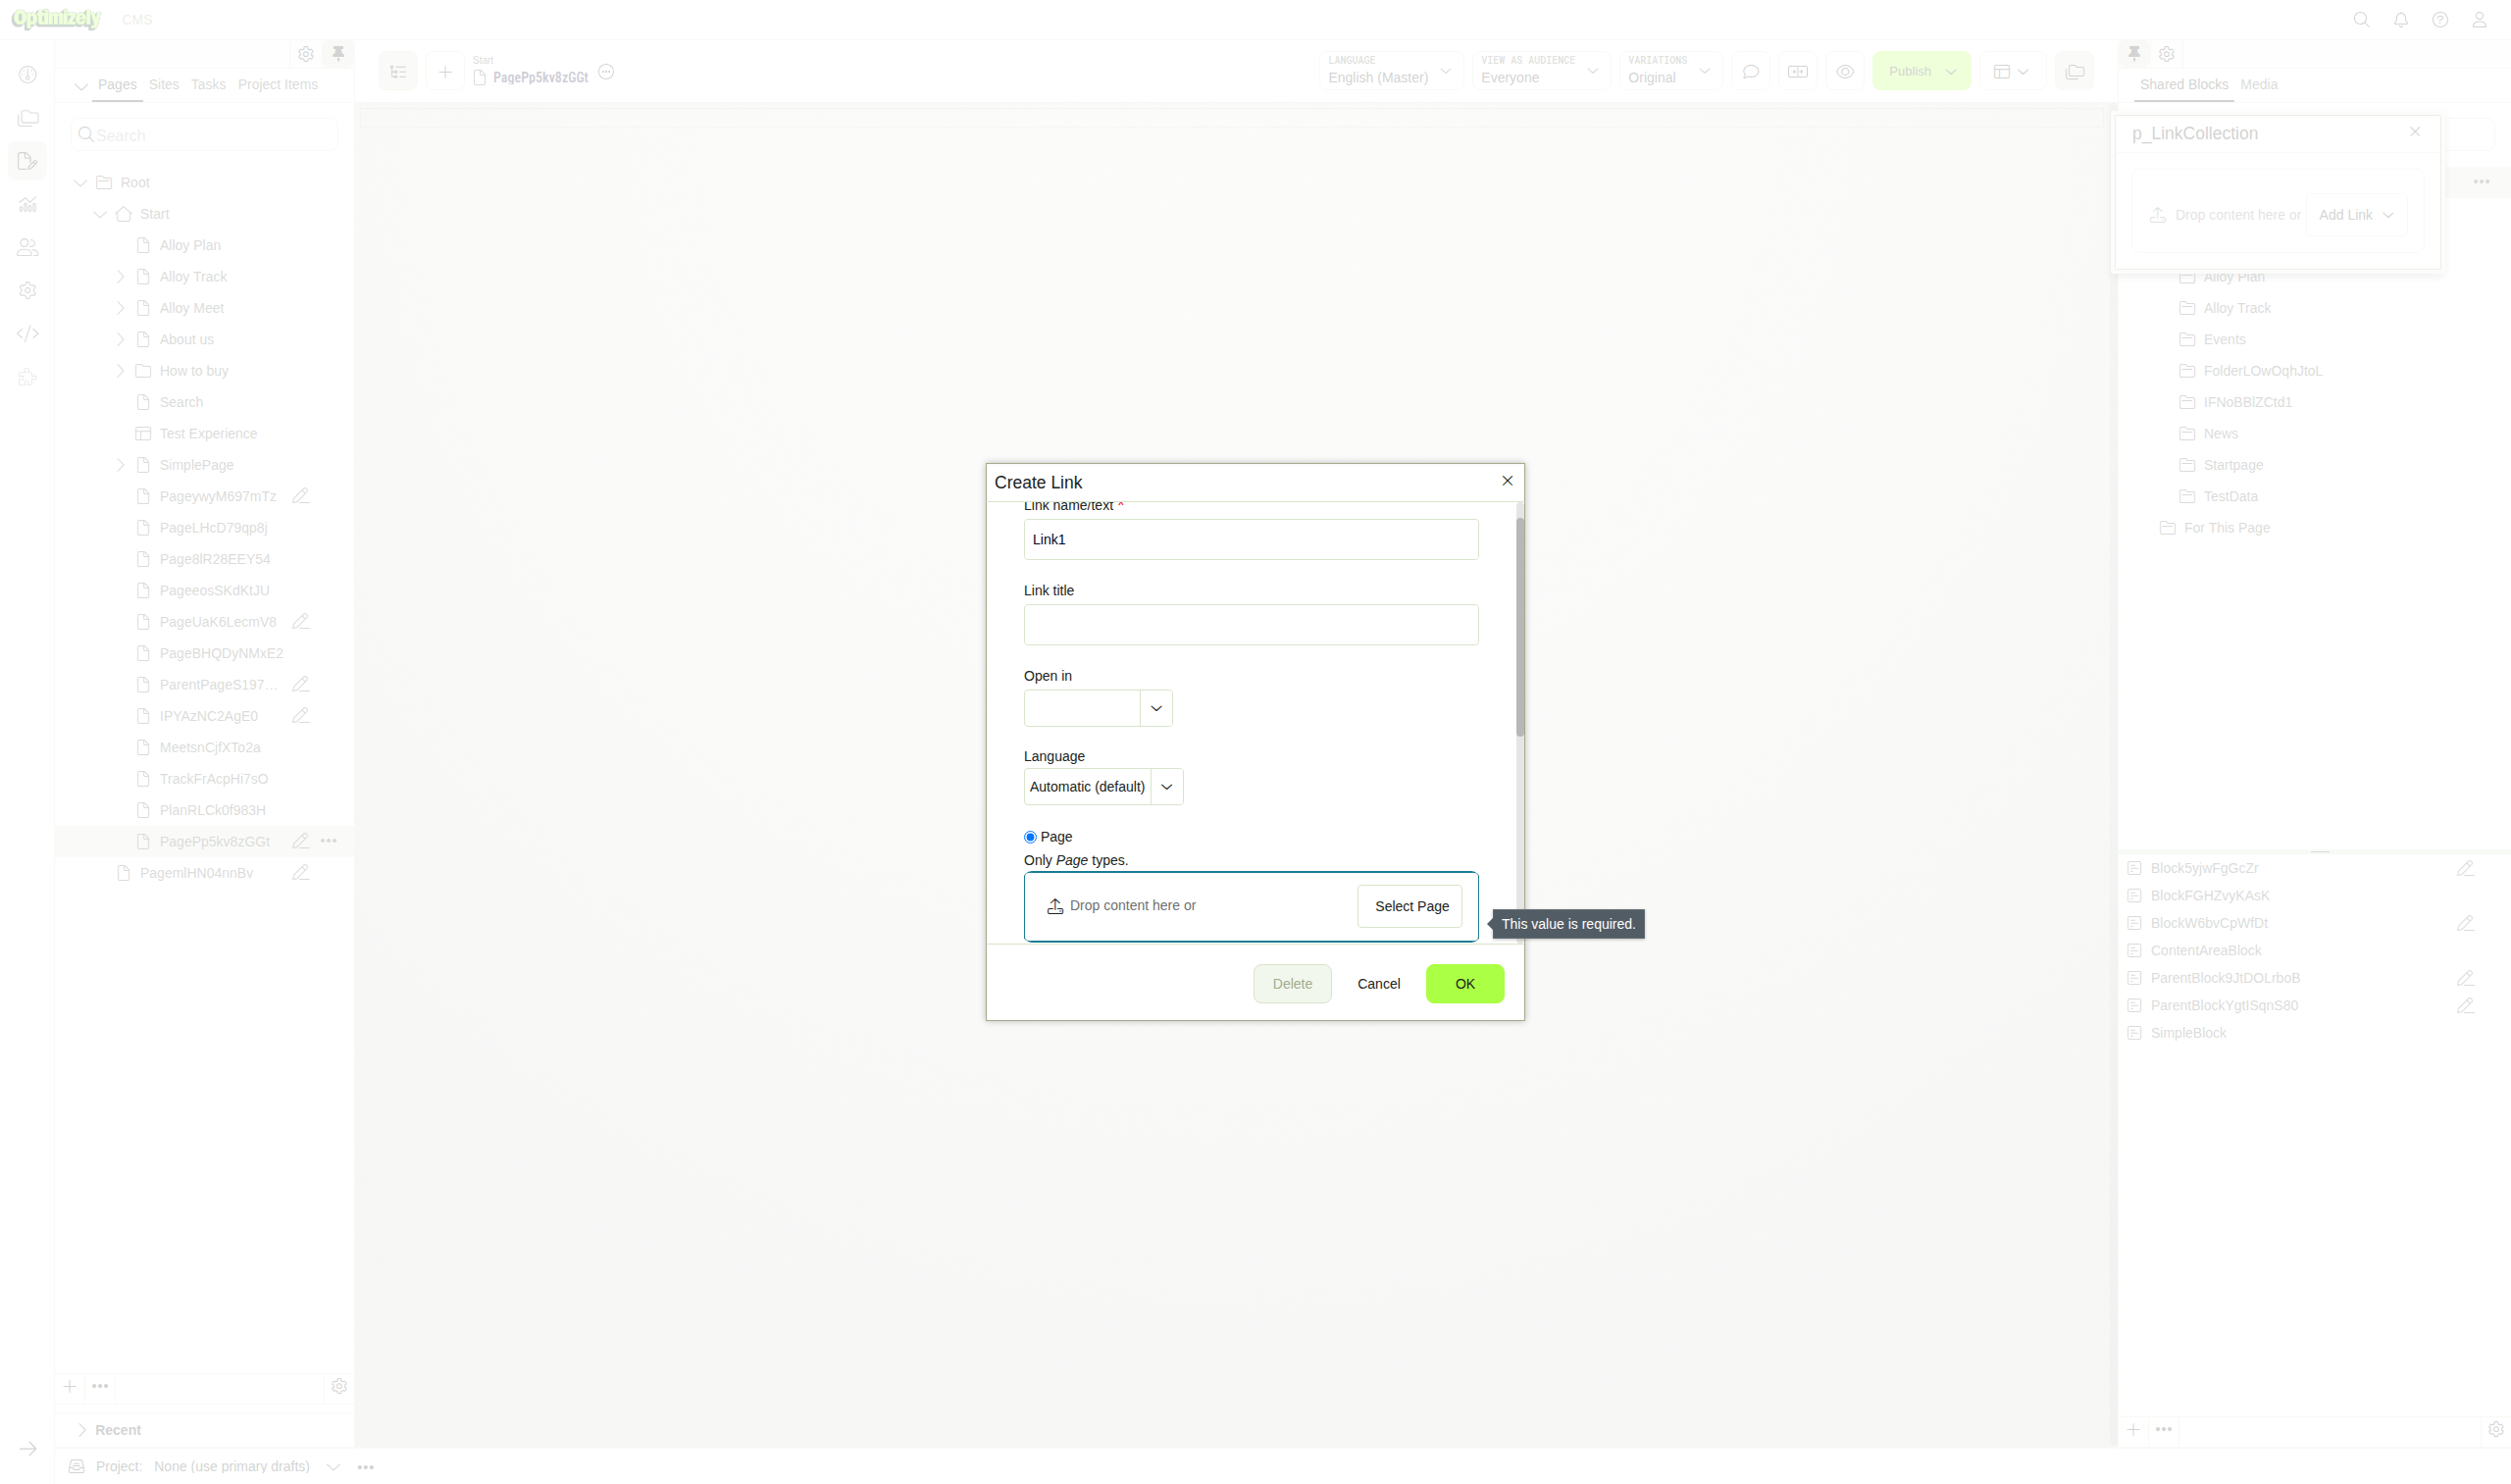 Optimizely CMS
Pages Sites Tasks Project Items
Search
Root
Start
Alloy Plan
Alloy Track
Alloy Meet
About us
How to buy
Search
Test Experience
SimplePage
PageywyM697mTz
PageLHcD79qp8j
Page8lR28EEY54
PageeosSKdKtJU
PageUaK6LecmV8
PageBHQDyNMxE2
ParentPageS197...
IPYAzNC2AgE0
MeetsnCjfXTo2a
TrackFrAcpHi7sO
PlanRLCk0f983H
PagePp5kv8zGGt
PagemlHN04nnBv
Recent
Project: None (use primary drafts)
Start
PagePp5kv8zGGt
LANGUAGE
English (Master)
VIEW AS AUDIENCE
Everyone
VARIATIONS
Original
Publish
Create Link
Link name/text *
Link1
Link title
Open in
Language
Automatic (default)
Page
Only Page types.
Drop content here or
Select Page
This value is required.
Delete
Cancel
OK
Shared Blocks Media
p_LinkCollection
Drop content here or
Add Link
Alloy Plan
Alloy Track
Events
FolderLOwOqhJtoL
IFNoBBlZCtd1
News
Startpage
TestData
For This Page
Block5yjwFgGcZr
BlockFGHZvyKAsK
BlockW6bvCpWfDt
ContentAreaBlock
ParentBlock9JtDOLrboB
ParentBlockYgtISqnS80
SimpleBlock